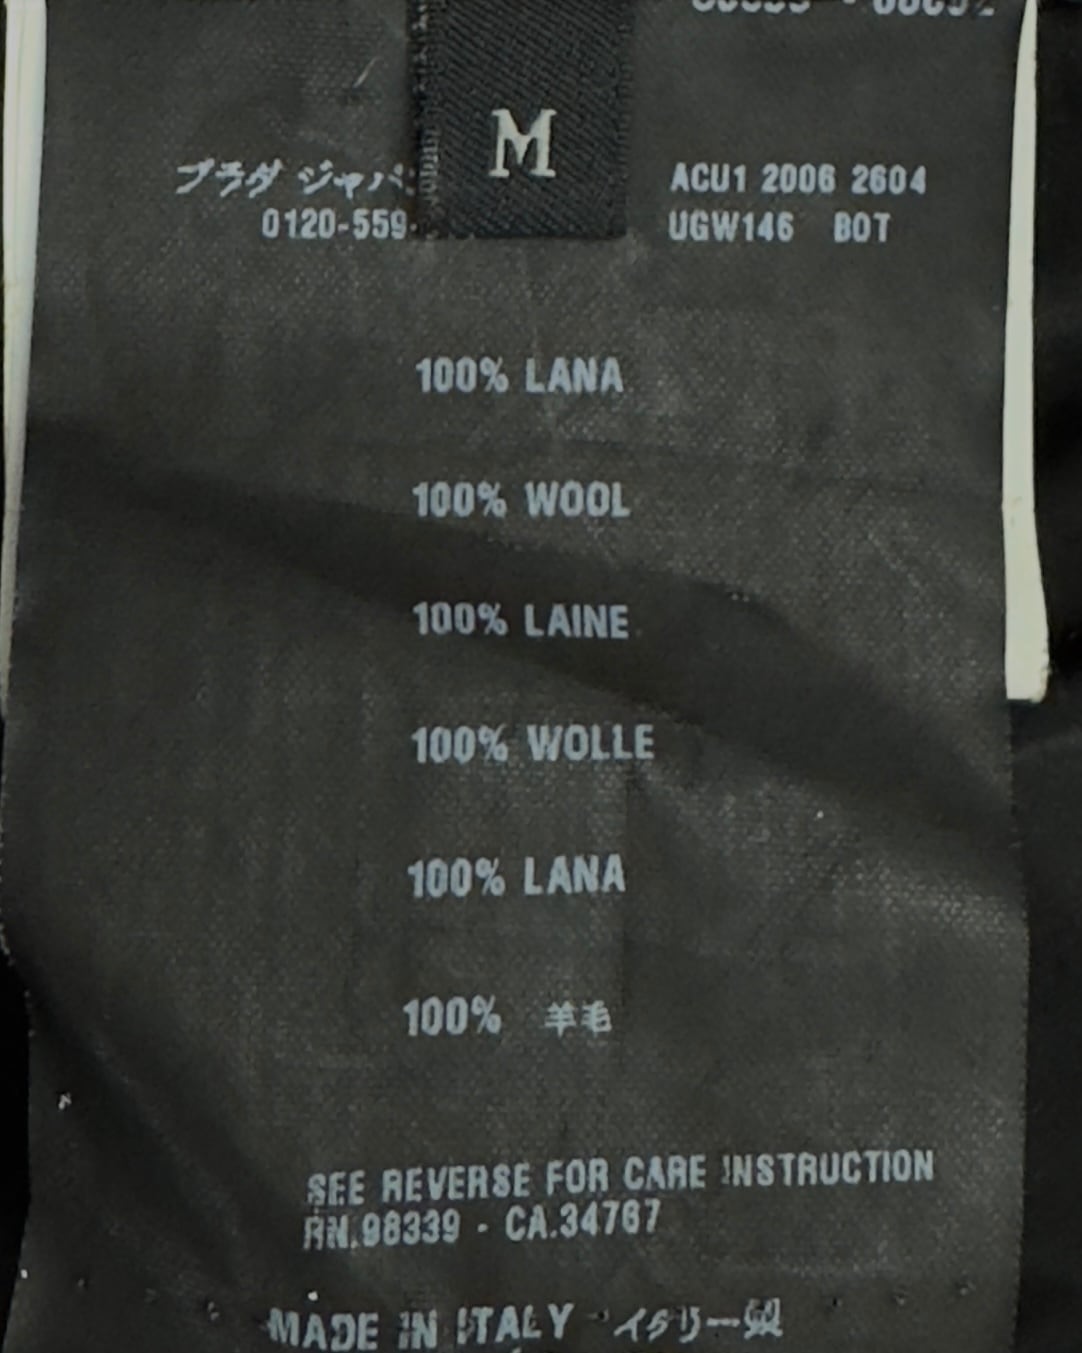 M
プラダ ジャパ
0120-559
ACU1 2006 2604
UGW146 BOT
100% LANA
100% WOOL
100% LAINE
100% WOLLE
100% LANA
100% 羊毛
SEE REVERSE FOR CARE INSTRUCTION
RN.98339 - CA.34767
MADE IN ITALY イタリー製